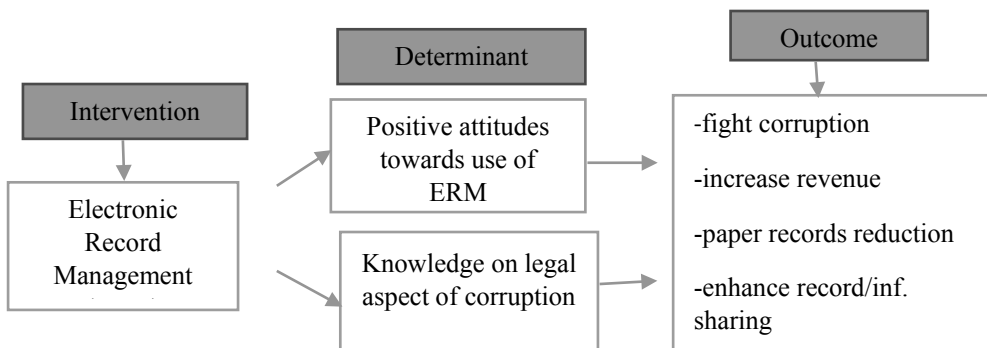 Intervention
Electronic
Record
Management
Determinant
Positive attitudes
towards use of
ERM
Knowledge on legal
aspect of corruption
Outcome
-fight corruption
-increase revenue
-paper records reduction
-enhance record/inf.
sharing